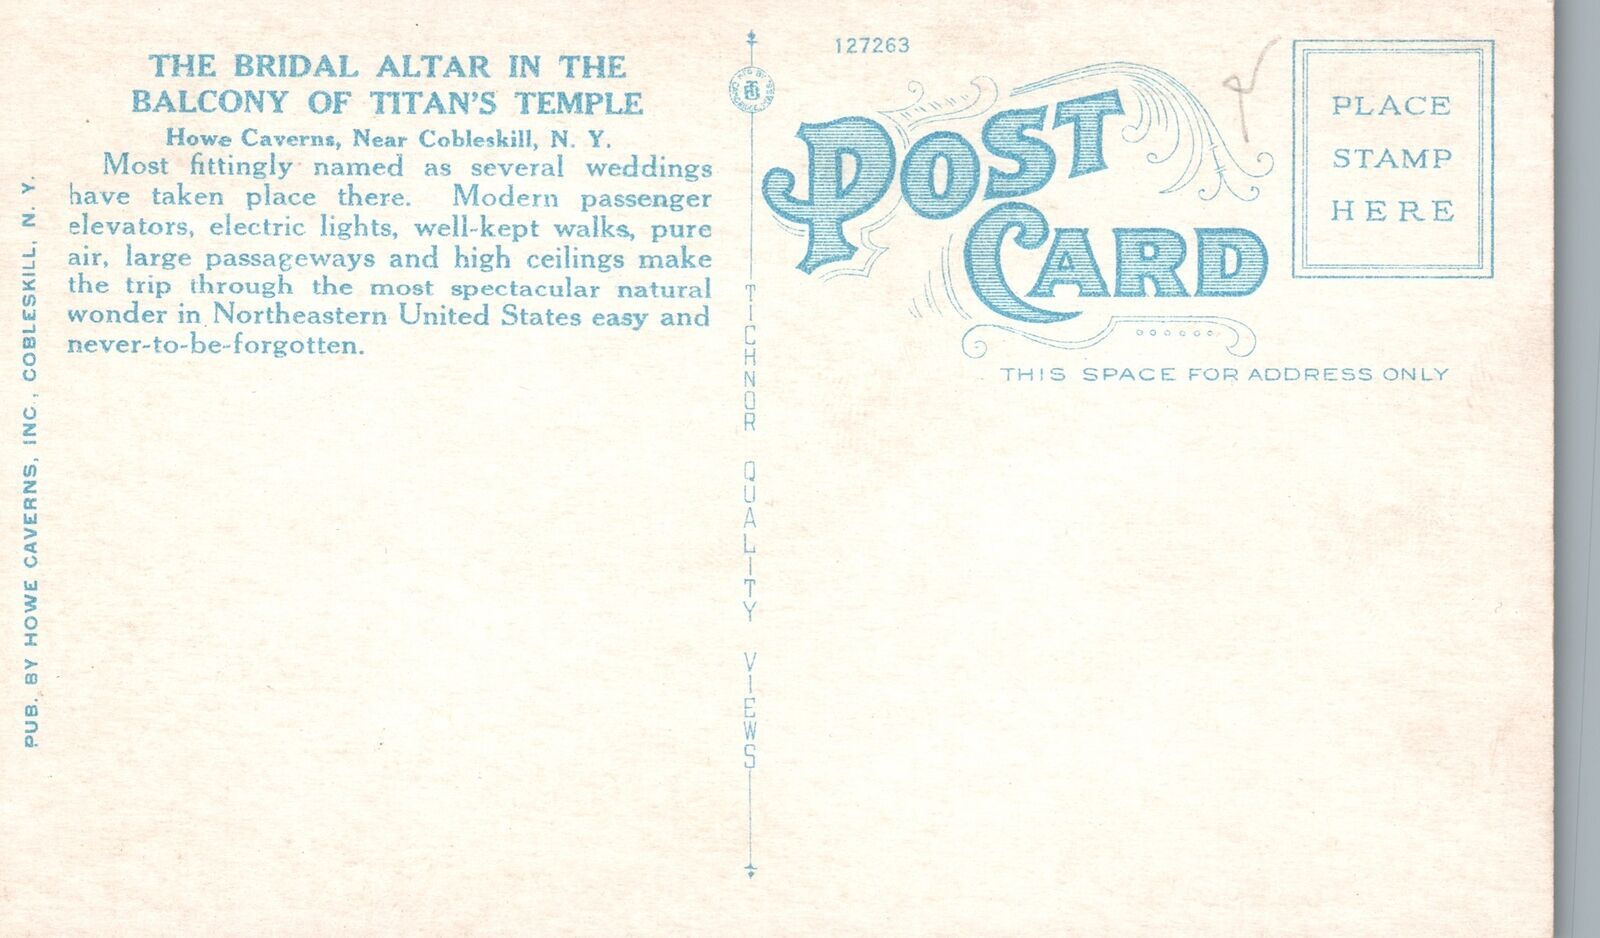 THE BRIDAL ALTAR IN THE
BALCONY OF TITAN'S TEMPLE
Howe Caverns, Near Cobleskill, N. Y.
Most fittingly named as several weddings
have taken place there. Modern passenger
elevators, electric lights, well-kept walks, pure
air, large passageways and high ceilings make
the trip through the most spectacular natural
wonder in Northeastern United States easy and
never-to-be-forgotten.
PUB. BY HOWE CAVERNS, INC., COBLESKILL, N. Y.
TICHNOR QUALITY VIEWS
127263
POST
CARD
PLACE
STAMP
HERE
THIS SPACE FOR ADDRESS ONLY